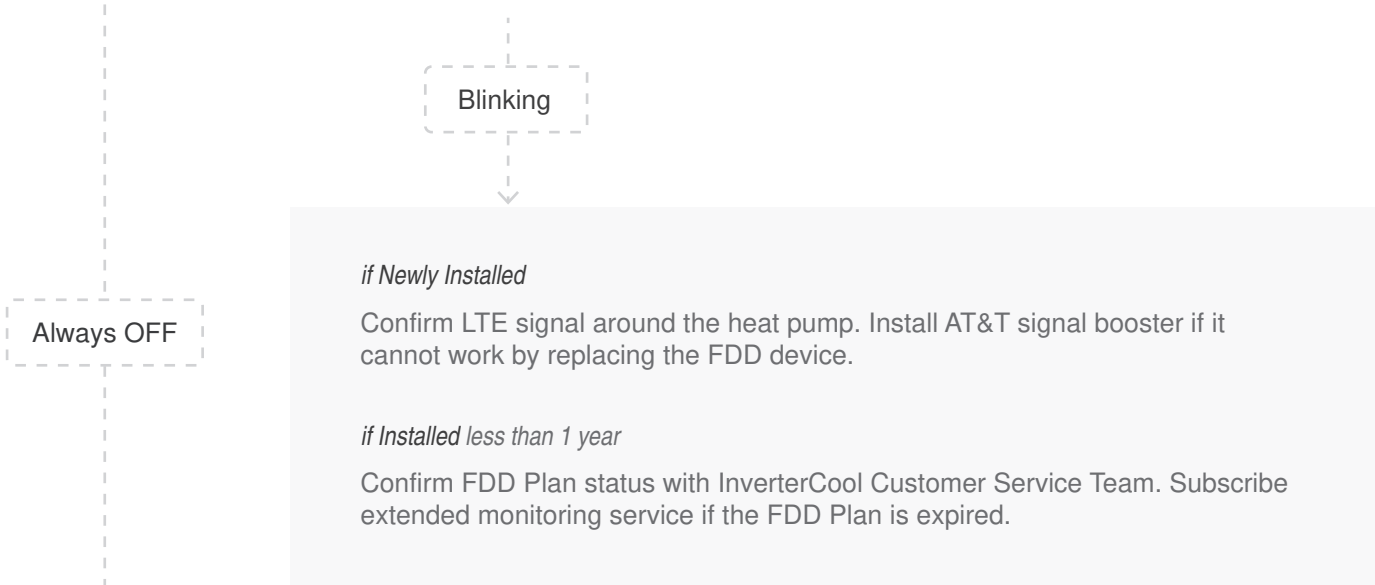 Blinking
if Newly Installed
Always OFF
Confirm LTE signal around the heat pump. Install AT&T signal booster if it
cannot work by replacing the FDD device.
if Installed less than 1 year
Confirm FDD Plan status with InverterCool Customer Service Team. Subscribe
extended monitoring service if the FDD Plan is expired.